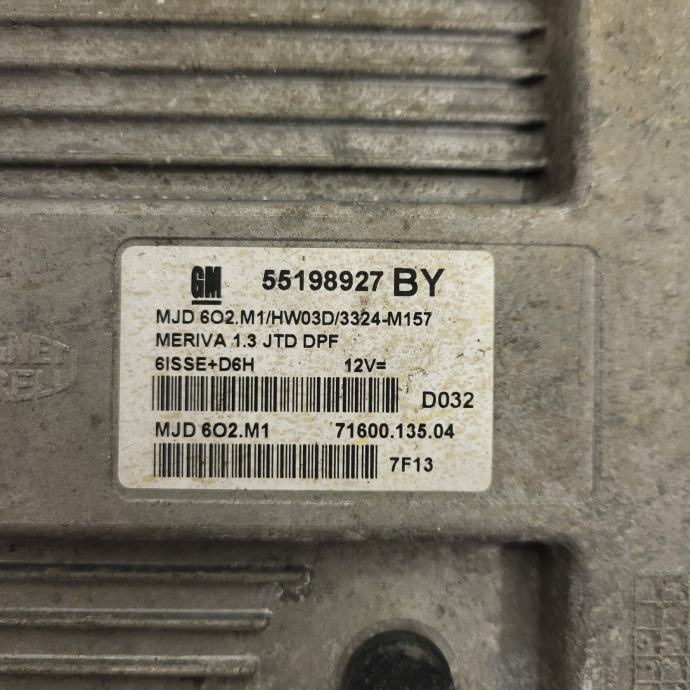 GM 55198927 BY
MJD 6O2.M1/HW03D/3324-M157
MERIVA 1.3 JTD DPF
6ISSE+D6H 12V=
D032
MJD 6O2.M1 71600.135.04
7F13